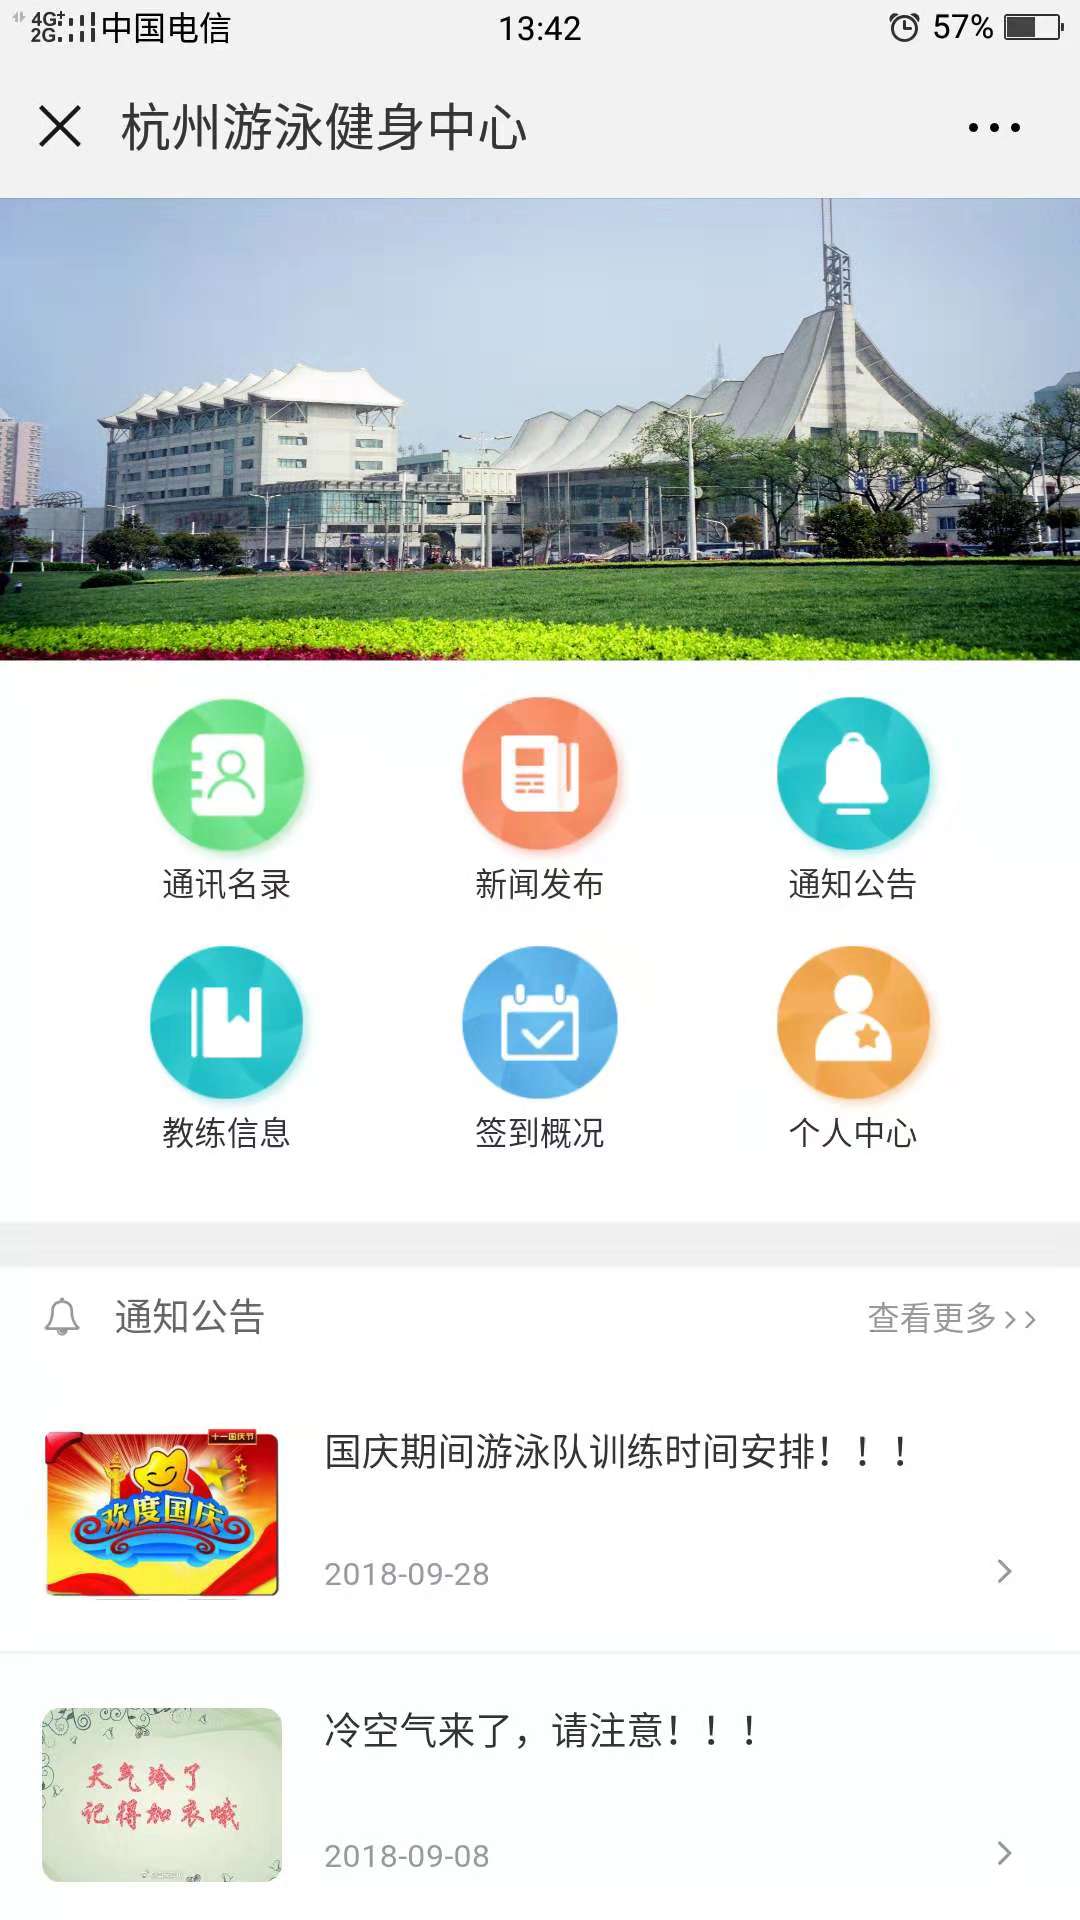 4G+ 2G 中国电信 13:42 57%
杭州游泳健身中心
通讯名录 新闻发布 通知公告
教练信息 签到概况 个人中心
通知公告 查看更多>>
十一国庆节
欢度国庆
国庆期间游泳队训练时间安排！！！
2018-09-28
天气冷了
记得加衣哦
冷空气来了，请注意！！！
2018-09-08